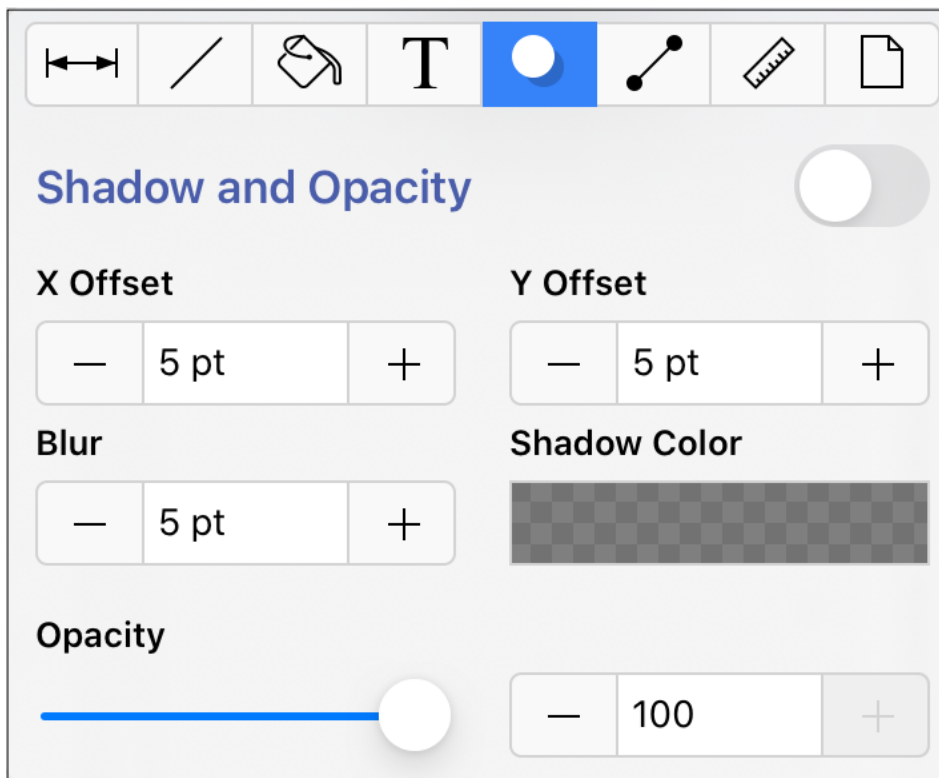 T
Shadow and Opacity
X Offset
Y Offset
5 pt
5 pt
Blur
Shadow Color
5 pt
Opacity
100